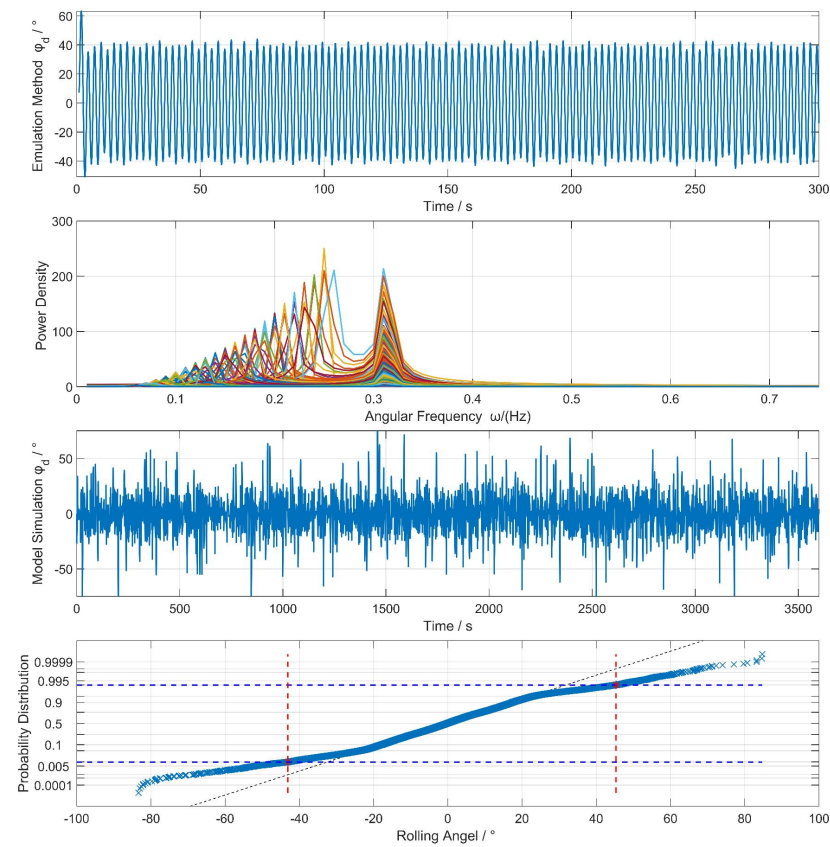 60
40
20
0
-20
-40
Emulation Method φd / °
0 50 100 150 200 250 300
Time / s
300
200
100
0
Power Density
0 0.1 0.2 0.3 0.4 0.5 0.6 0.7
Angular Frequency ω/(Hz)
50
0
-50
Model Simulation φd / °
0 500 1000 1500 2000 2500 3000 3500
Time / s
0.9999
0.995
0.9
0.5
0.1
0.005
0.0001
Probability Distribution
-100 -80 -60 -40 -20 0 20 40 60 80 100
Rolling Angel / °